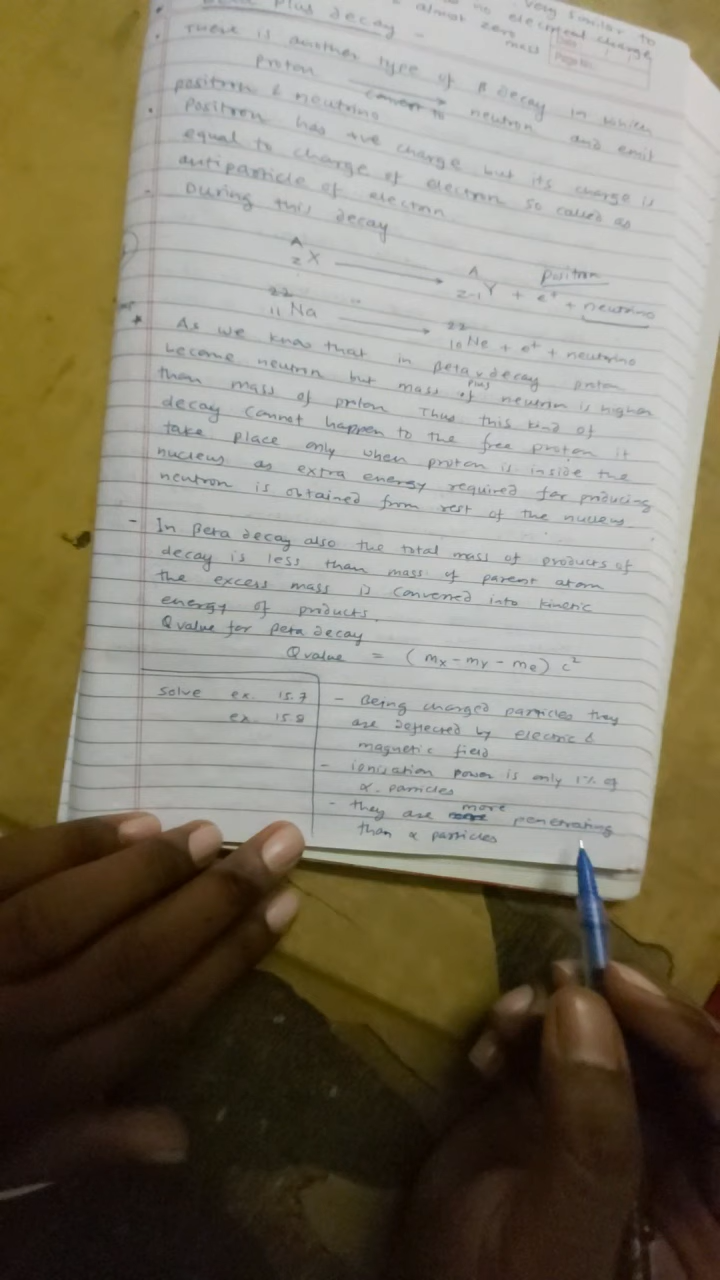 very similar to
no electrical charge
almost zero mass
Date
Page No.
Beta plus decay -
There is another type of β decay in which
proton → neutron and emit
convert to
positron & neutrino
Positron has +ve charge but its charge is
equal to charge of electron so called as
antiparticle of electron
During this decay
A Z X → A Z-1 Y + e+ + neutrino
positron
22 11 Na → 22 10 Ne + e+ + neutrino
* As we know that in beta plus decay proton
become neutron but mass of neutron is higher
than mass of proton Thus this kind of
decay cannot happen to the free proton it
take place only when proton is inside the
nucleus as extra energy required for producing
neutron is obtained from rest of the nucleus
- In Beta decay also the total mass of products of
decay is less than mass of parent atom
the excess mass is converted into kinetic
energy of products.
Q value for beta decay
Q value = (mx - my - me) c²
Solve ex. 15.7
ex. 15.8
- Being charged particles they
are deflected by electric &
magnetic field
- ionisation power is only 1% of
α- particles
- they are more penetrating
than α particles